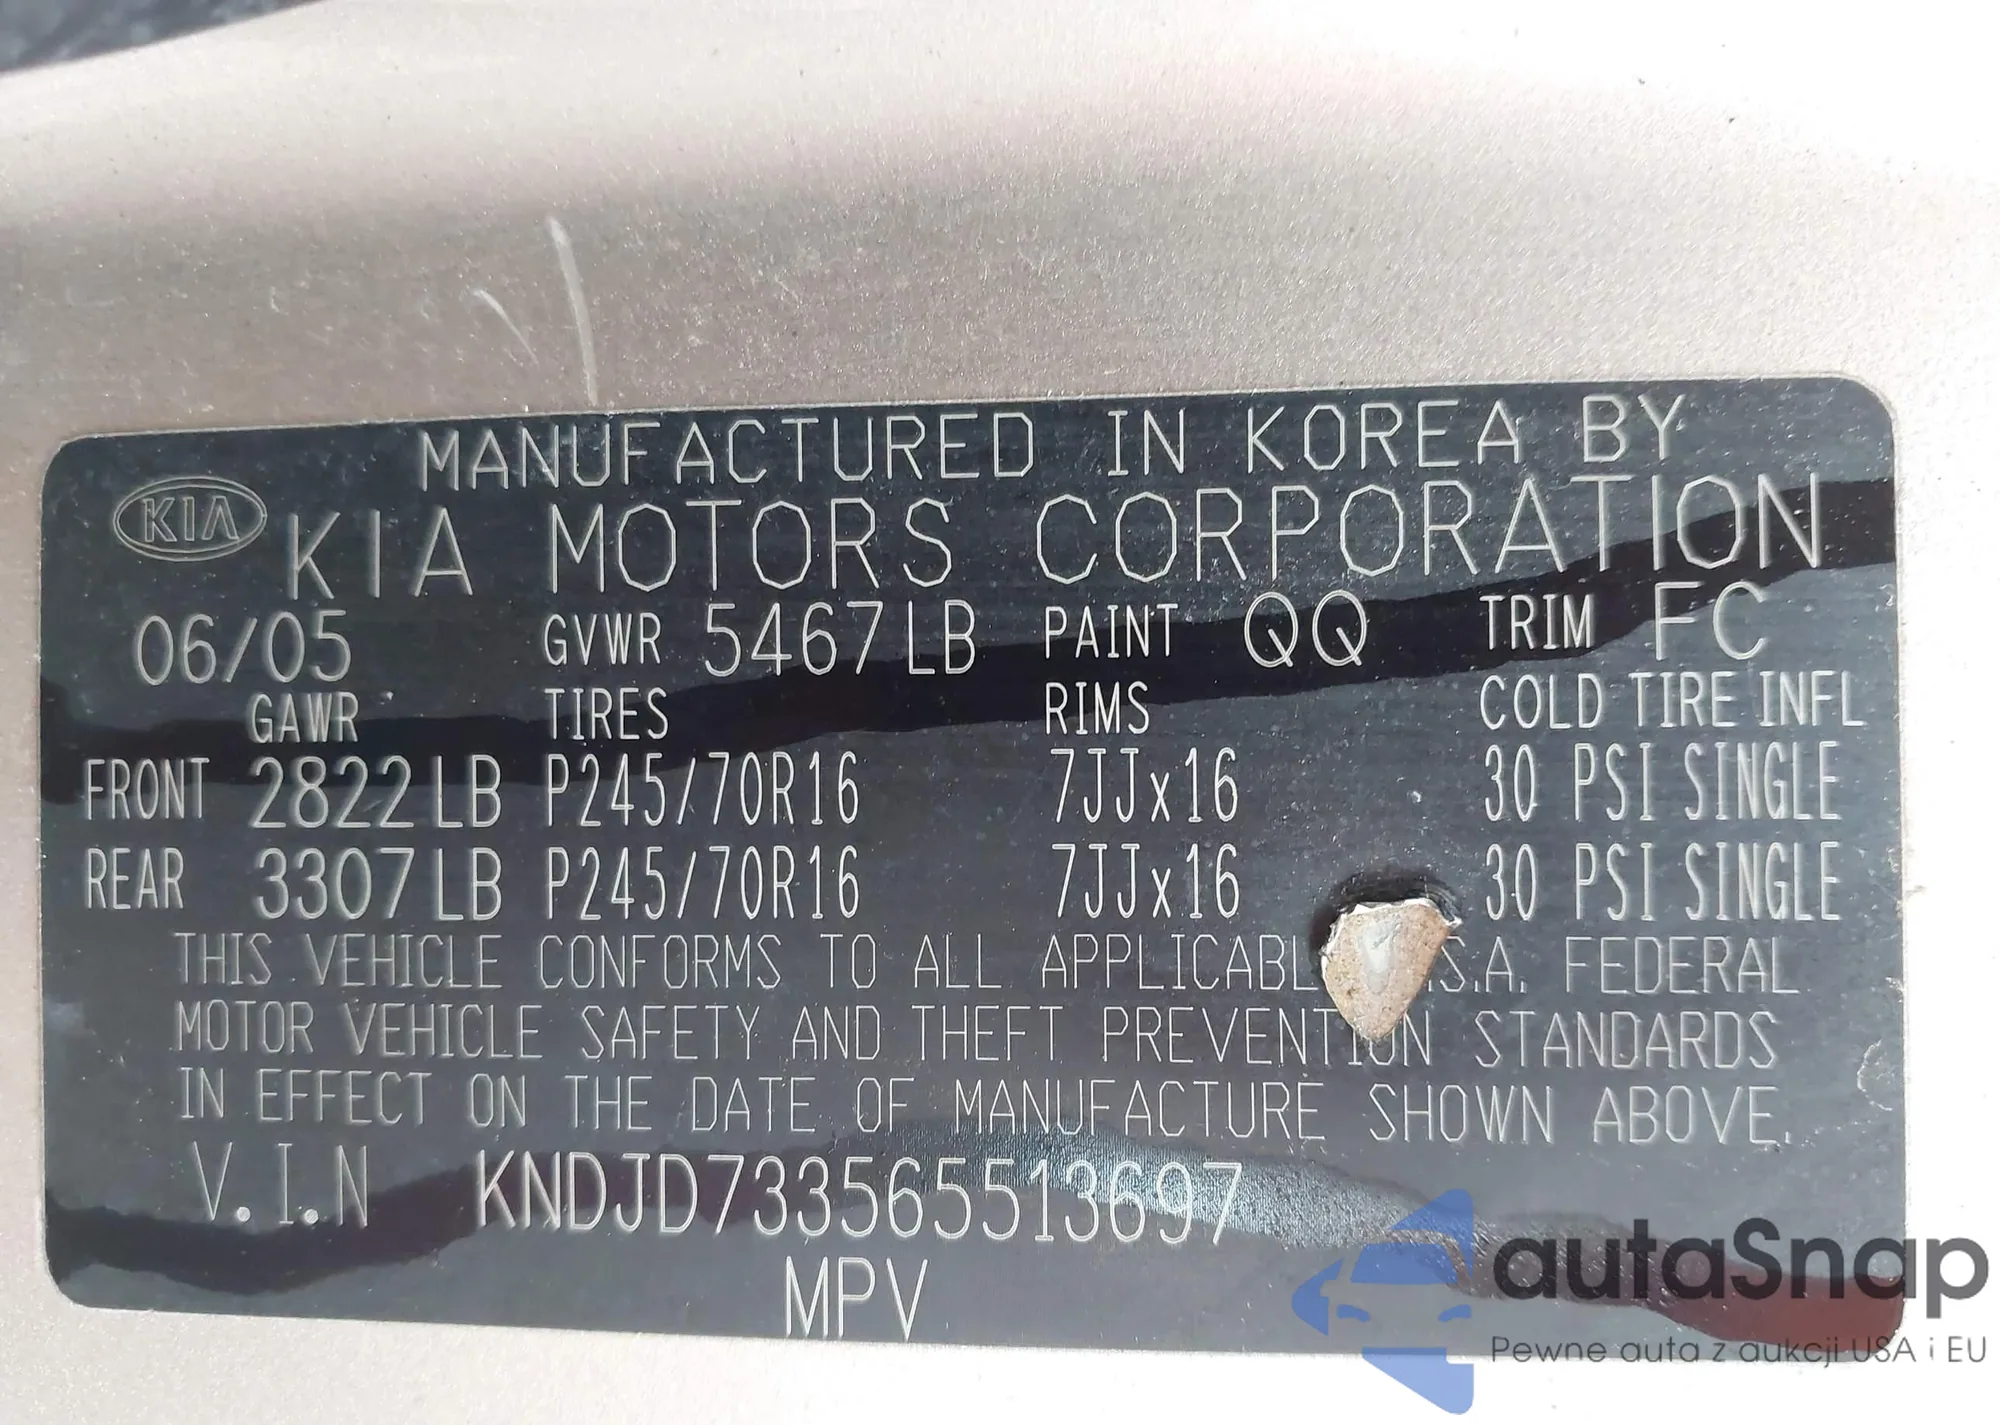 MANUFACTURED IN KOREA BY
KIA KIA MOTORS CORPORATION
06/05 GVWR 5467LB PAINT QQ TRIM FC
GAWR TIRES RIMS COLD TIRE INFL
FRONT 2822LB P245/70R16 7JJx16 30 PSI SINGLE
REAR 3307LB P245/70R16 7JJx16 30 PSI SINGLE
THIS VEHICLE CONFORMS TO ALL APPLICABL .S.A. FEDERAL
MOTOR VEHICLE SAFETY AND THEFT PREVENTION STANDARDS
IN EFFECT ON THE DATE OF MANUFACTURE SHOWN ABOVE.
V.I.N KNDJD733565513697
MPV
autaSnap
Pewne auta z aukcji USA i EU